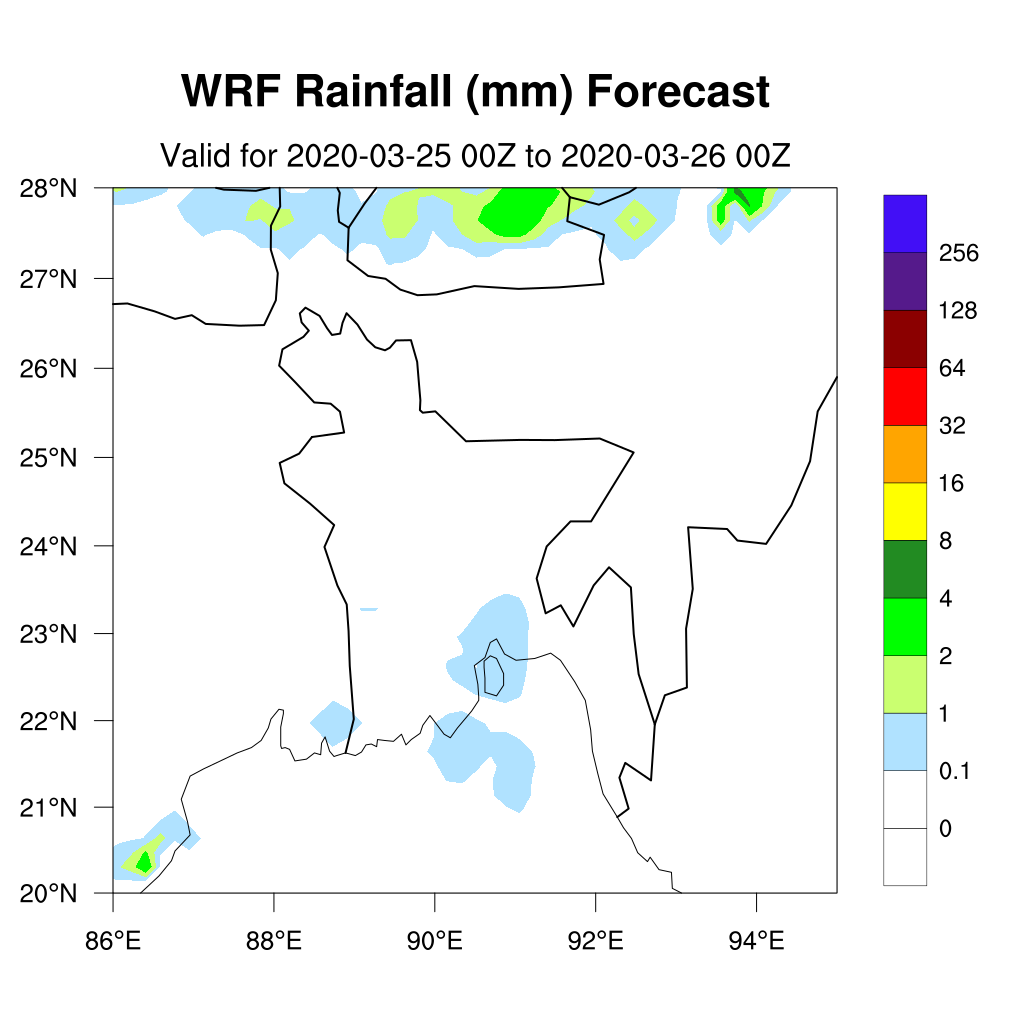 WRF Rainfall (mm) Forecast
Valid for 2020-03-25 00Z to 2020-03-26 00Z
28°N
27°N
26°N
25°N
24°N
23°N
22°N
21°N
20°N
86°E 88°E 90°E 92°E 94°E
256
128
64
32
16
8
4
2
1
0.1
0